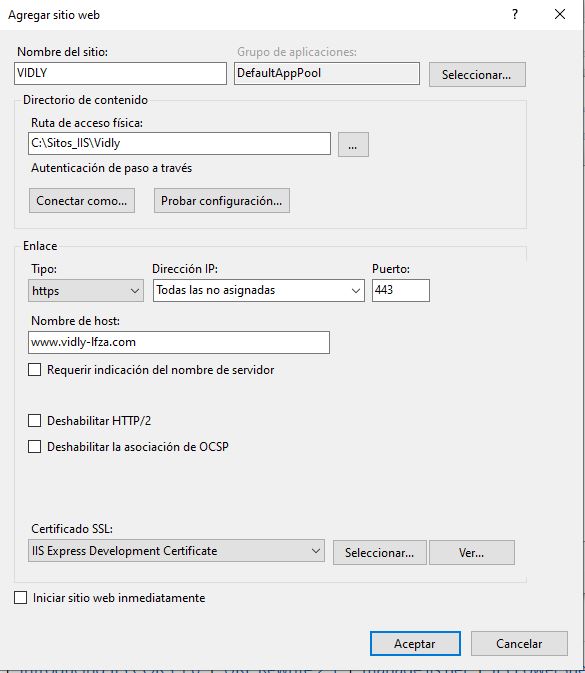 Agregar sitio web
?
Nombre del sitio:
Grupo de aplicaciones:
VIDLY
DefaultAppPool
Seleccionar...
Directorio de contenido
Ruta de acceso física:
C:\Sitos_IIS\Vidly
...
Autenticación de paso a través
Conectar como...
Probar configuración...
Enlace
Tipo:
Dirección IP:
Puerto:
https
Todas las no asignadas
443
Nombre de host:
www.vidly-lfza.com
Requerir indicación del nombre de servidor
Deshabilitar HTTP/2
Deshabilitar la asociación de OCSP
Certificado SSL:
IIS Express Development Certificate
Seleccionar...
Ver...
Iniciar sitio web inmediatamente
Aceptar
Cancelar